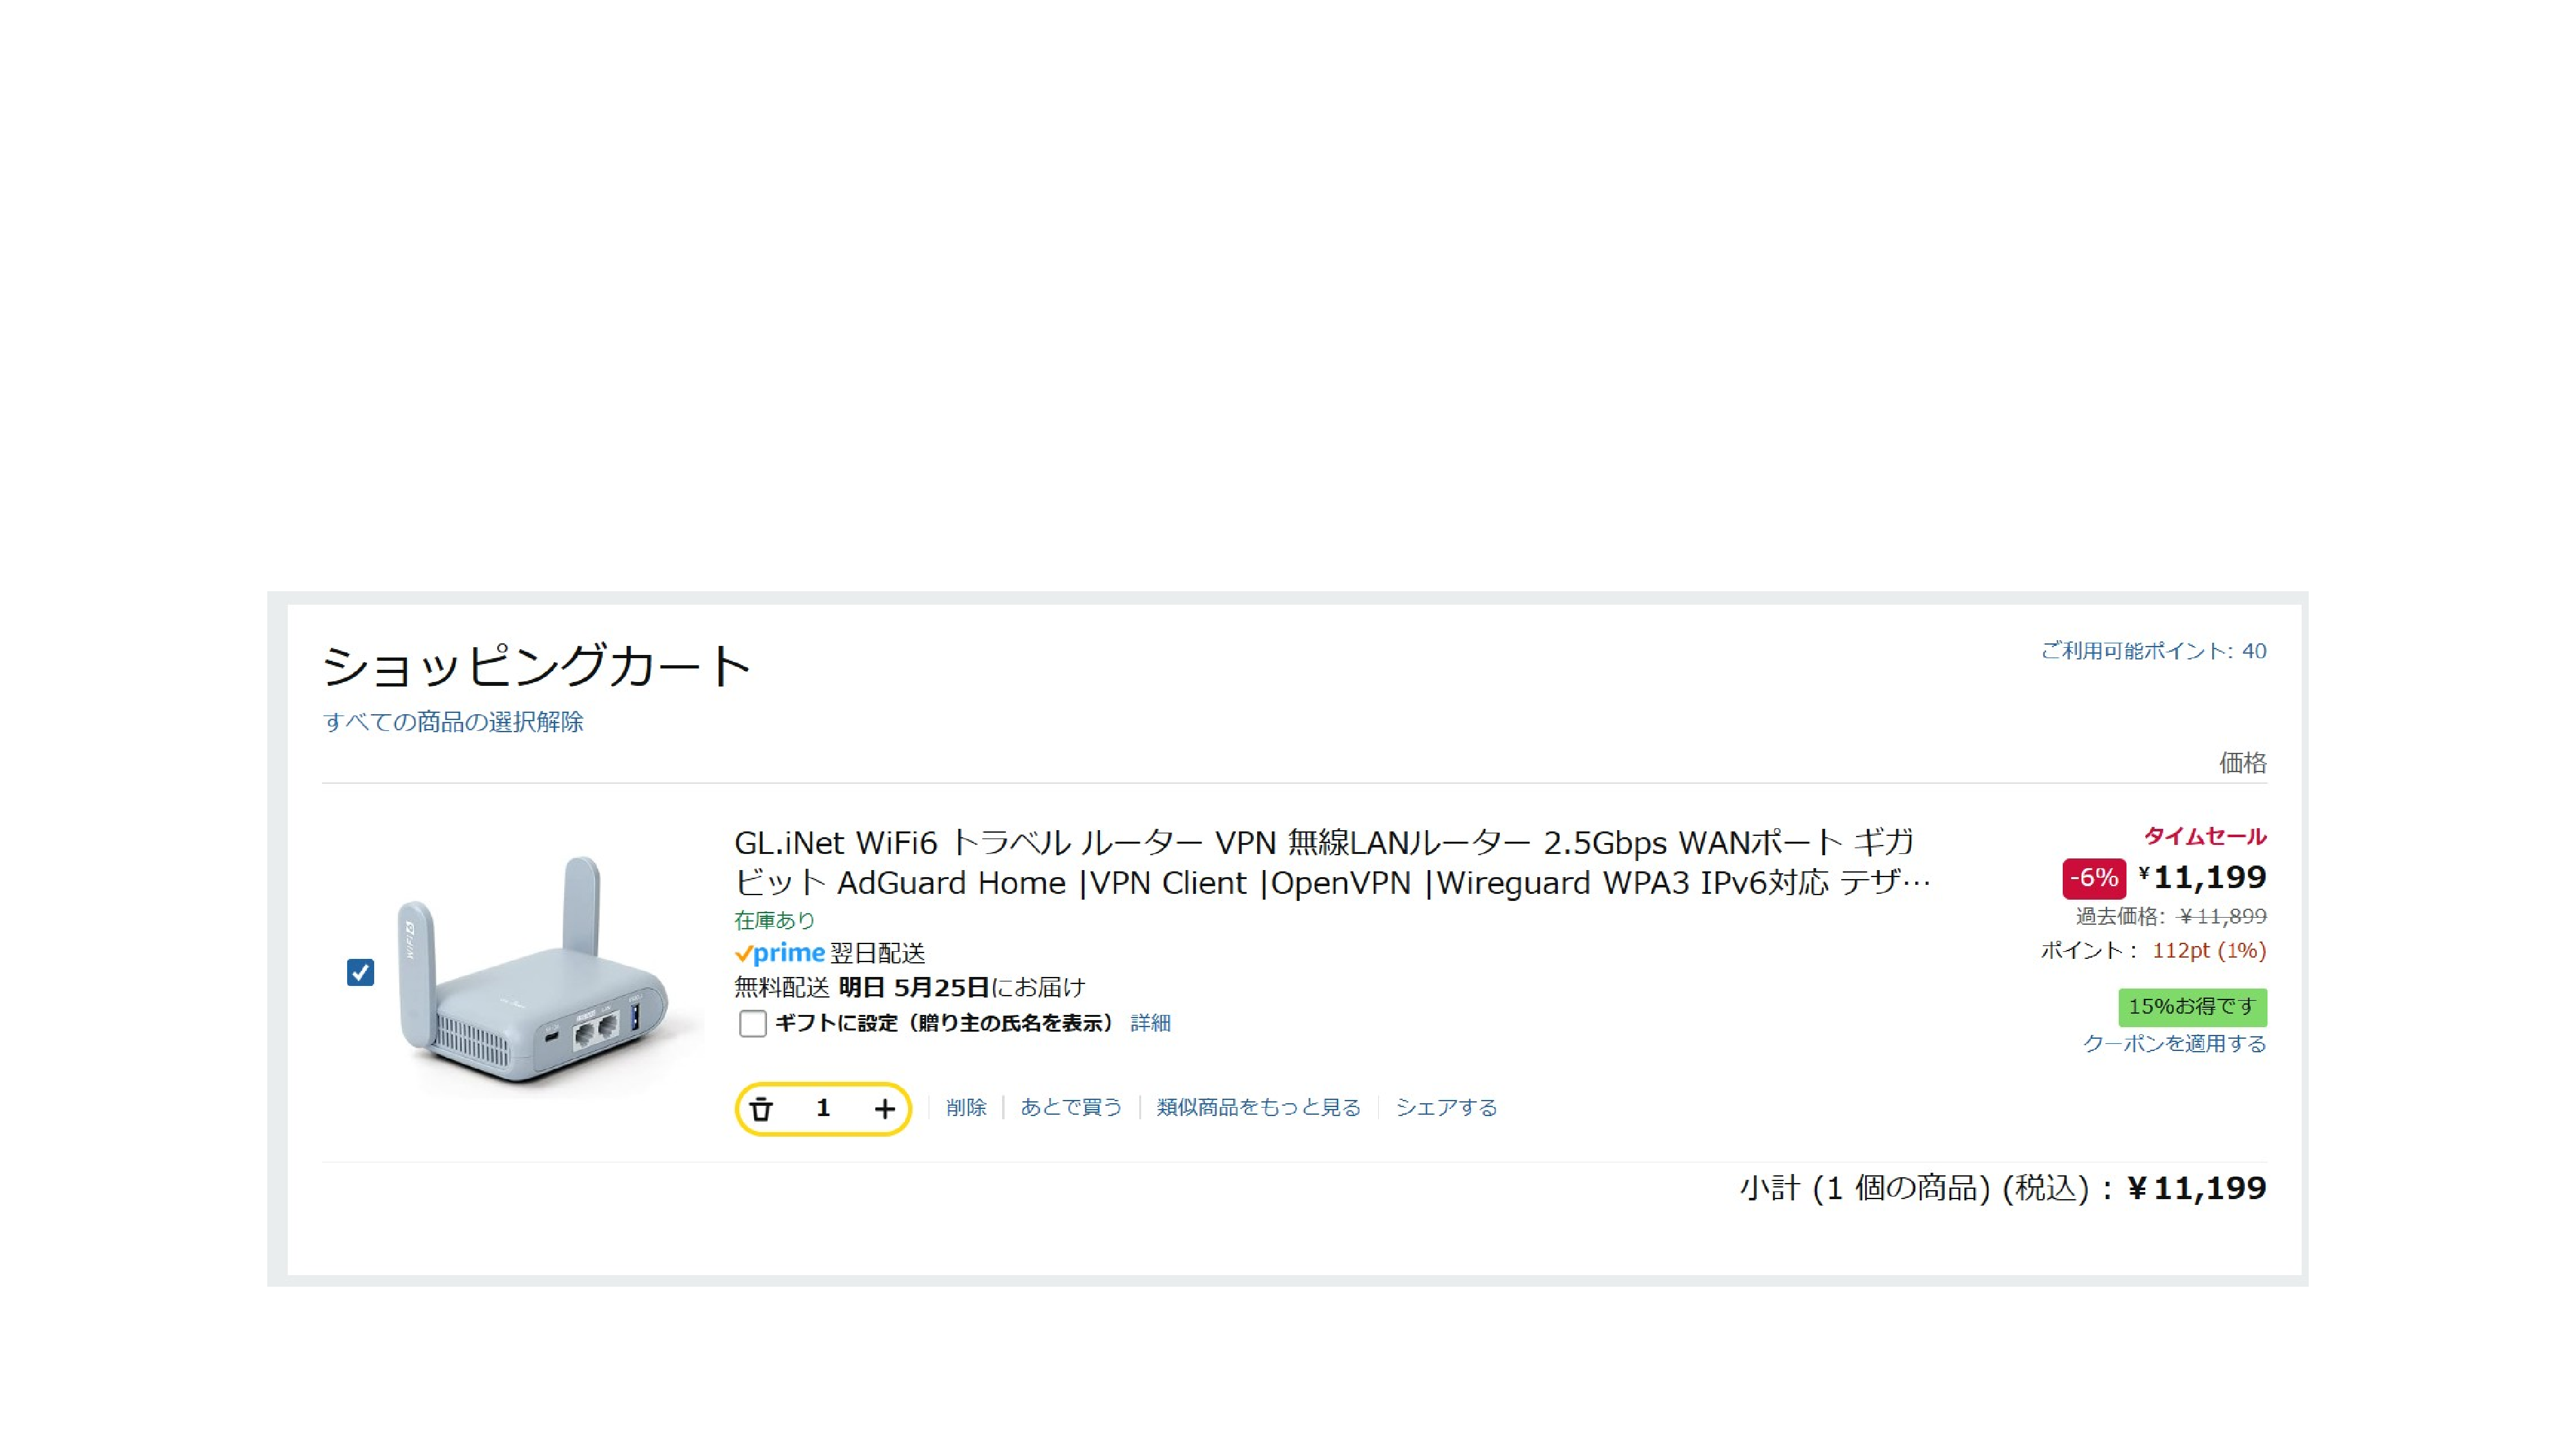 ショッピングカート
ご利用可能ポイント: 40
すべての商品の選択解除
価格
GL.iNet WiFi6 トラベル ルーター VPN 無線LANルーター 2.5Gbps WANポート ギガ
ビット AdGuard Home |VPN Client |OpenVPN |Wireguard WPA3 IPv6対応 テザ…
在庫あり
prime 翌日配送
無料配送 明日 5月25日にお届け
ギフトに設定（贈り主の氏名を表示） 詳細
タイムセール
-6% ¥11,199
過去価格: ¥11,899
ポイント： 112pt (1%)
15%お得です
クーポンを適用する
WiFi 6
1 削除 あとで買う 類似商品をもっと見る シェアする
小計 (1 個の商品) (税込)：¥11,199